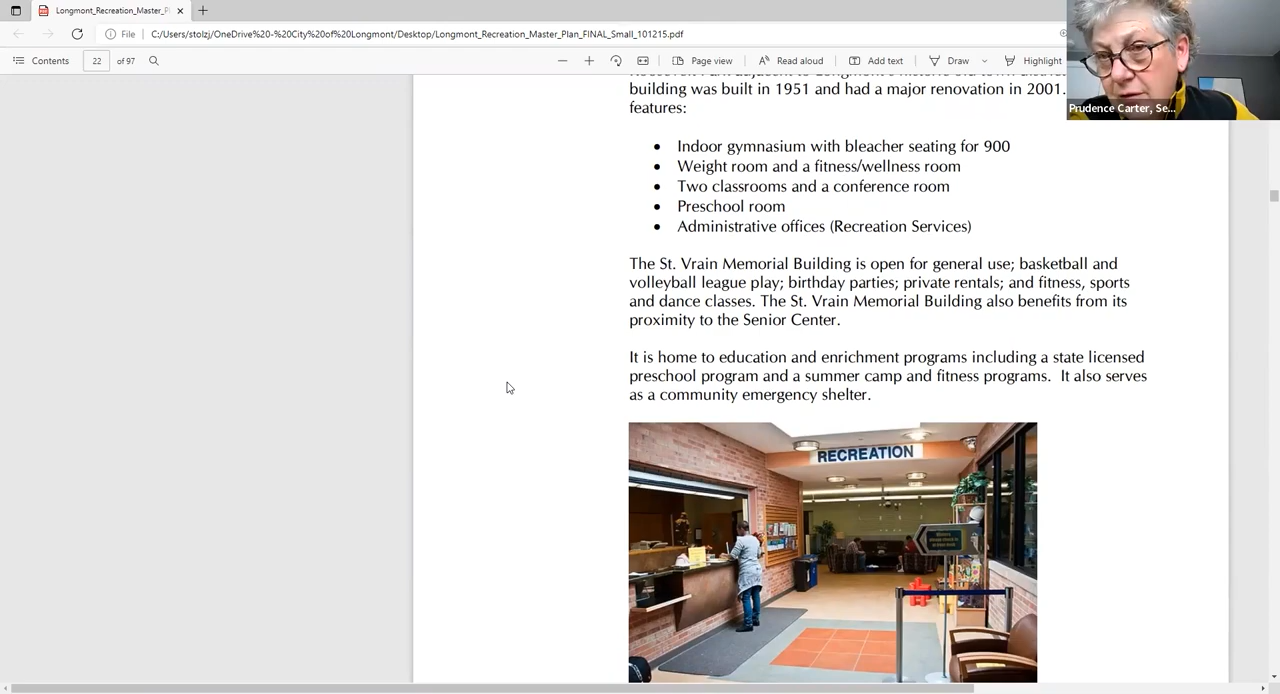 Longmont_Recreation_Master_P
File
C:/Users/stolzj/OneDrive%20-%20City%20of%20Longmont/Desktop/Longmont_Recreation_Master_Plan_FINAL_Small_101215.pdf
Contents
22
of 97
Page view
Read aloud
Add text
Draw
Highlight
building was built in 1951 and had a major renovation in 2001.
features:
Prudence Carter, Se...
• Indoor gymnasium with bleacher seating for 900
• Weight room and a fitness/wellness room
• Two classrooms and a conference room
• Preschool room
• Administrative offices (Recreation Services)
The St. Vrain Memorial Building is open for general use; basketball and
volleyball league play; birthday parties; private rentals; and fitness, sports
and dance classes. The St. Vrain Memorial Building also benefits from its
proximity to the Senior Center.
It is home to education and enrichment programs including a state licensed
preschool program and a summer camp and fitness programs.  It also serves
as a community emergency shelter.
RECREATION